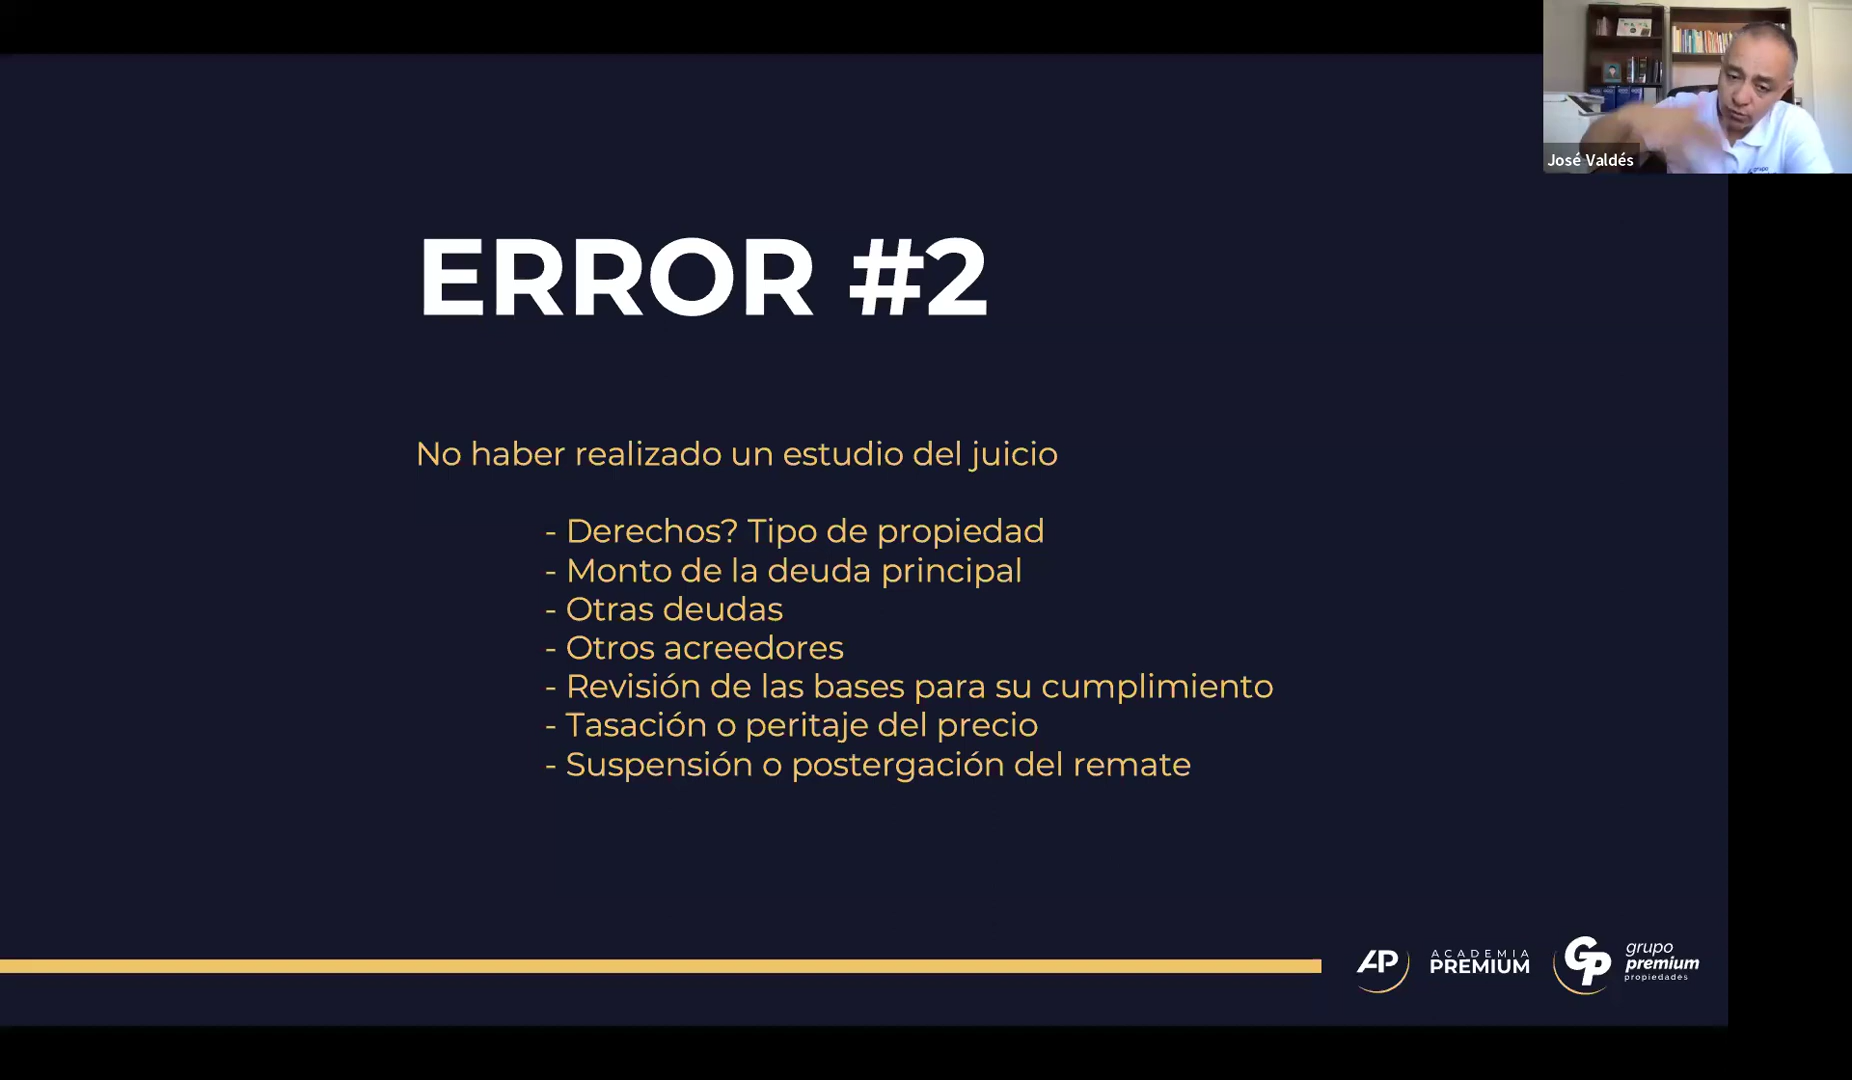 José Valdés
ERROR #2
No haber realizado un estudio del juicio
- Derechos? Tipo de propiedad
- Monto de la deuda principal
- Otras deudas
- Otros acreedores
- Revisión de las bases para su cumplimiento
- Tasación o peritaje del precio
- Suspensión o postergación del remate
AP
ACADEMIA
PREMIUM
GP
grupo
premium
propiedades
grupo